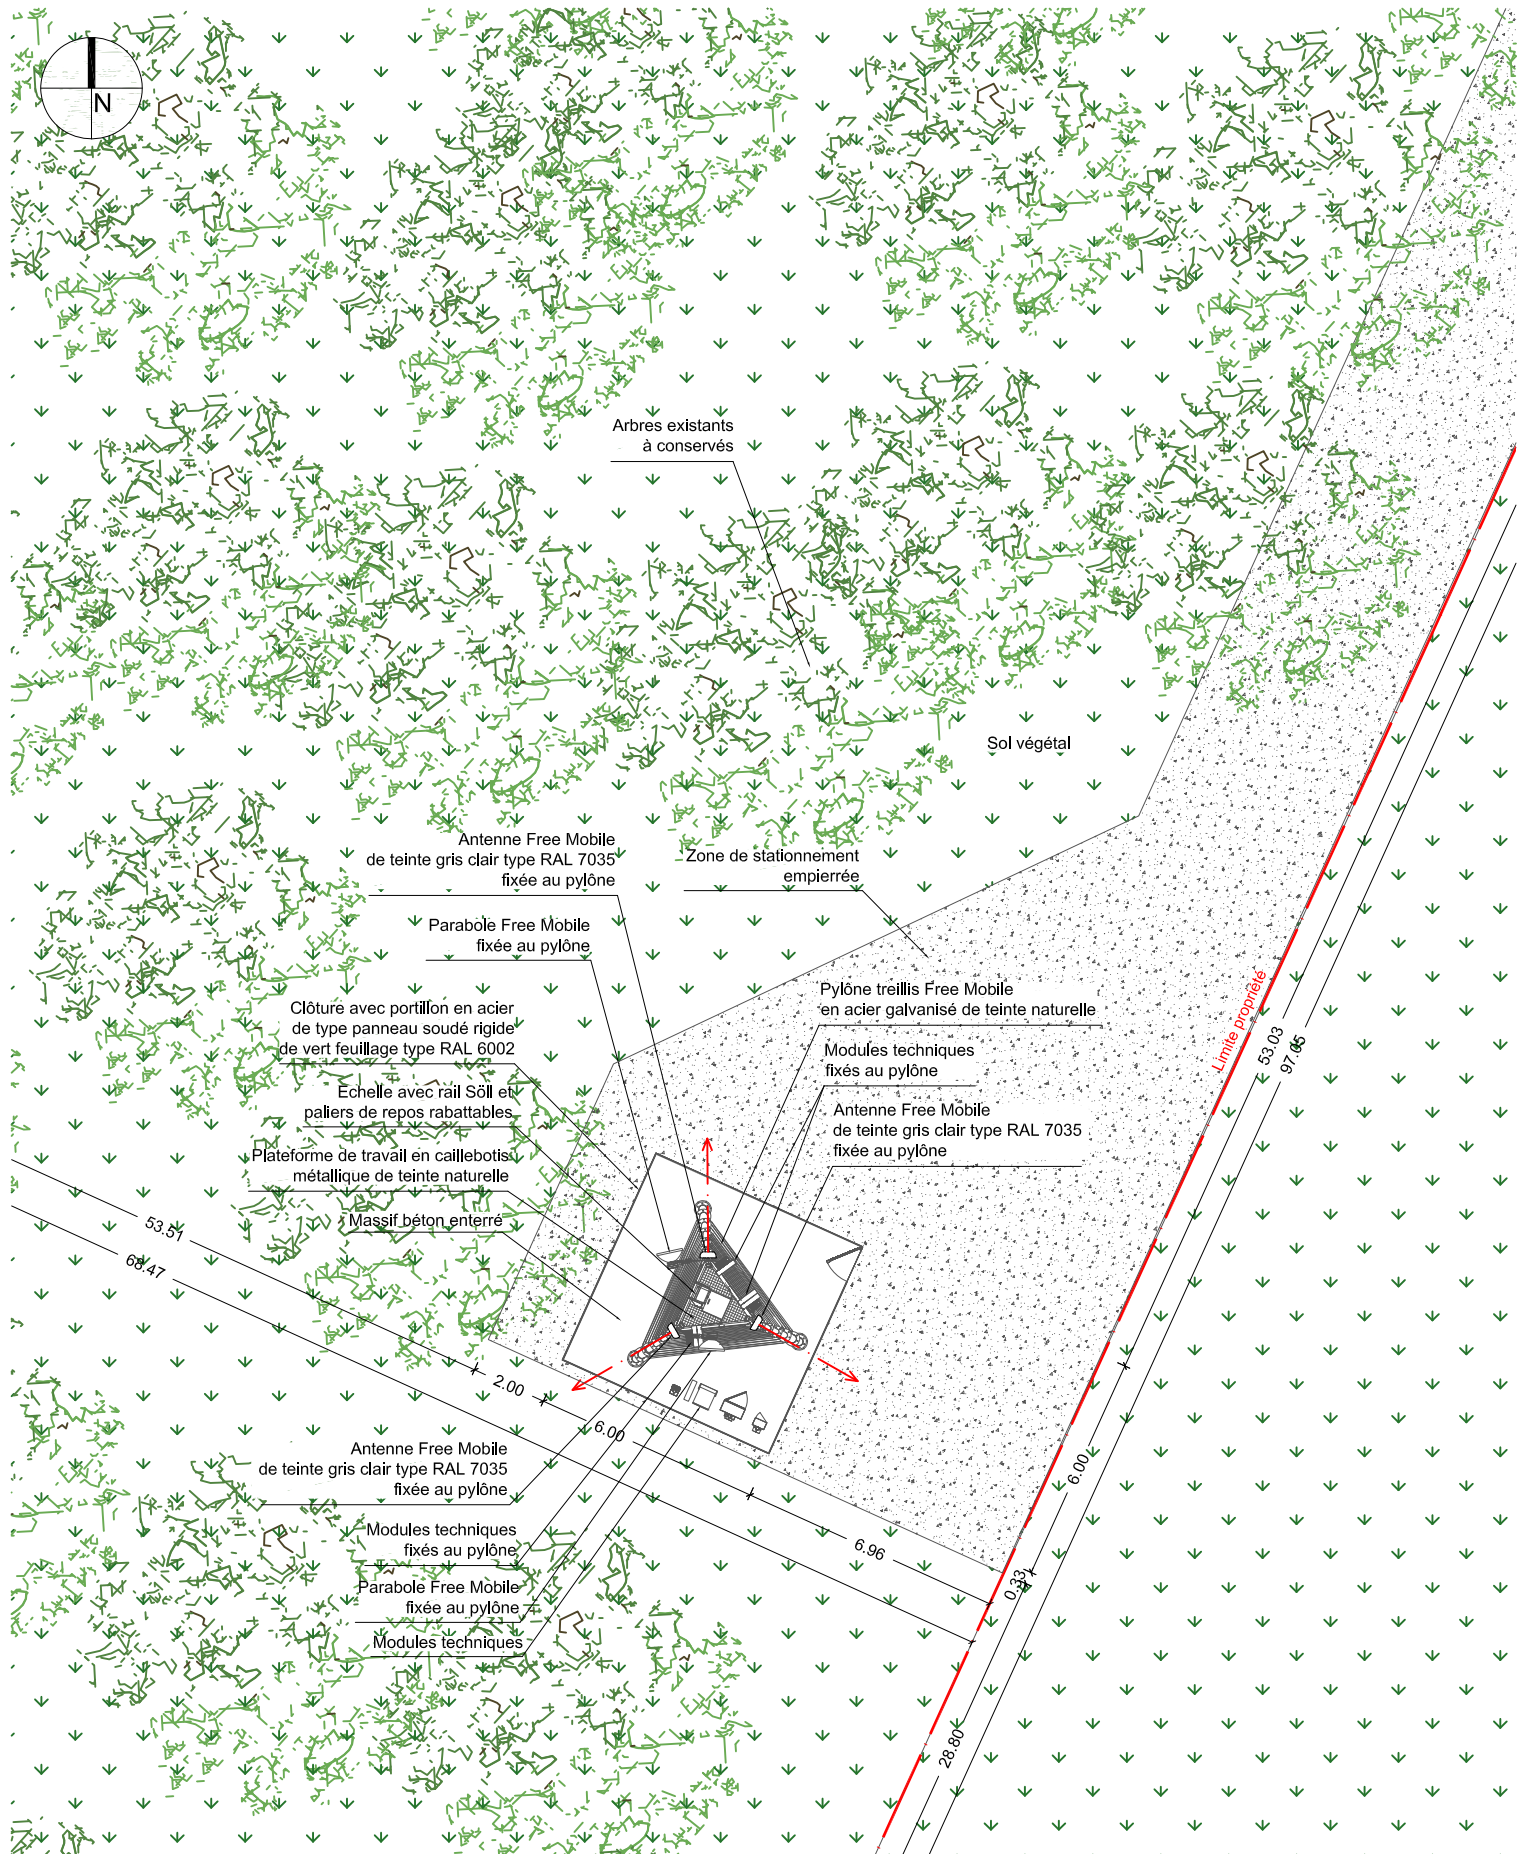 N
Arbres existants
à conservés
Sol végétal
Antenne Free Mobile
de teinte gris clair type RAL 7035
fixée au pylône
Zone de stationnement
empierrée
Parabole Free Mobile
fixée au pylône
Clôture avec portillon en acier
de type panneau soudé rigide
de vert feuillage type RAL 6002
Pylône treillis Free Mobile
en acier galvanisé de teinte naturelle
Limite propriété
53.03
97.05
Modules techniques
fixés au pylône
Echelle avec rail Söll et
paliers de repos rabattables
Antenne Free Mobile
de teinte gris clair type RAL 7035
fixée au pylône
Plateforme de travail en caillebotis
métallique de teinte naturelle
Massif béton enterré
53.51
68.47
2.00
6.00
6.96
6.00
0.33
28.80
Antenne Free Mobile
de teinte gris clair type RAL 7035
fixée au pylône
Modules techniques
fixés au pylône
Parabole Free Mobile
fixée au pylône
Modules techniques